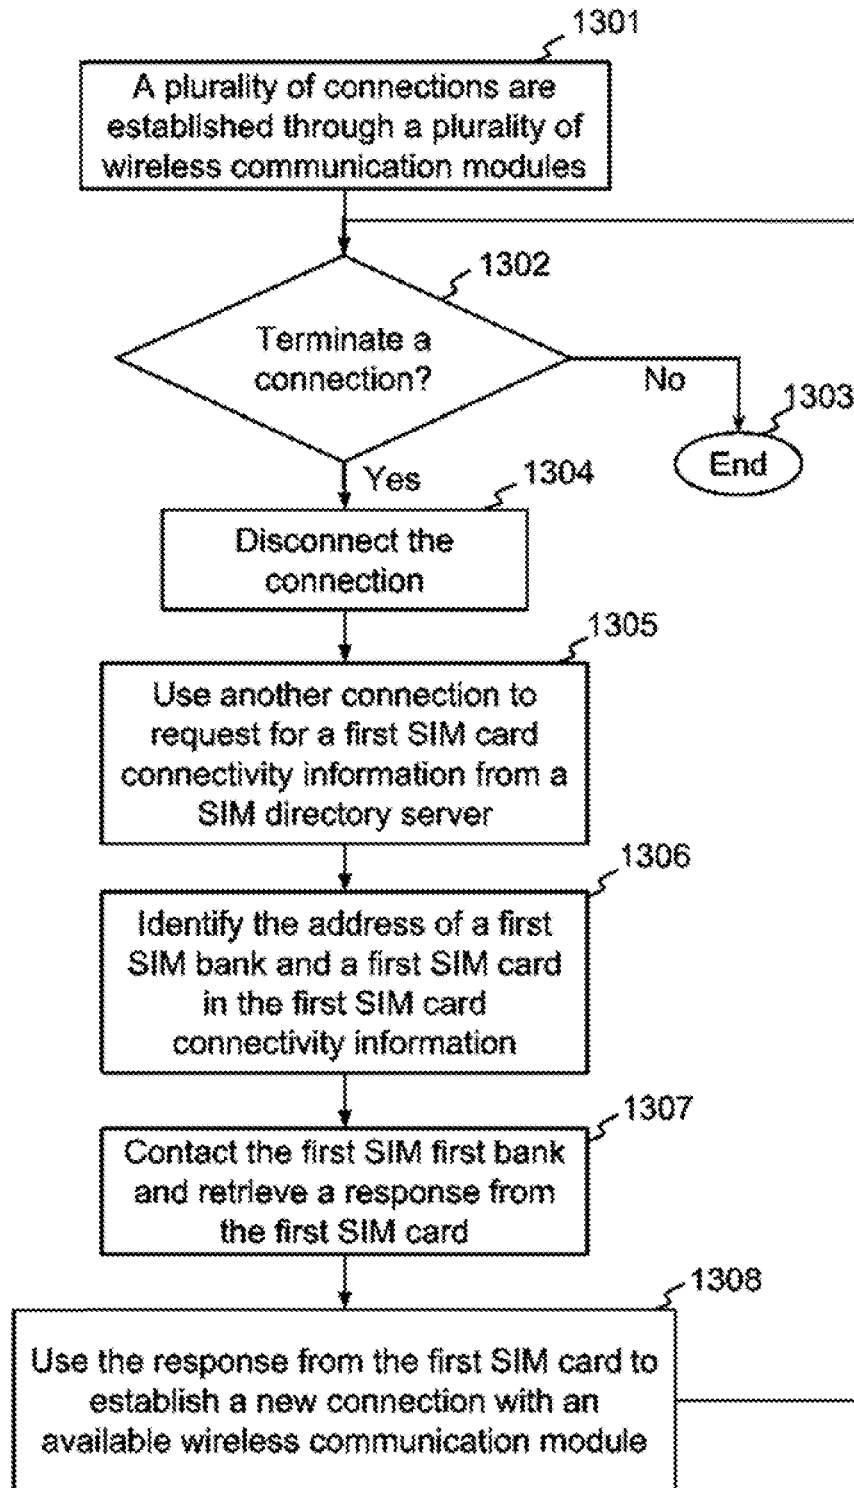 1301
A plurality of connections are
established through a plurality of
wireless communication modules
1302
Terminate a
connection?
No
1303
End
Yes
1304
Disconnect the
connection
1305
Use another connection to
request for a first SIM card
connectivity information from a
SIM directory server
1306
Identify the address of a first
SIM bank and a first SIM card
in the first SIM card
connectivity information
1307
Contact the first SIM first bank
and retrieve a response from
the first SIM card
1308
Use the response from the first SIM card to
establish a new connection with an
available wireless communication module